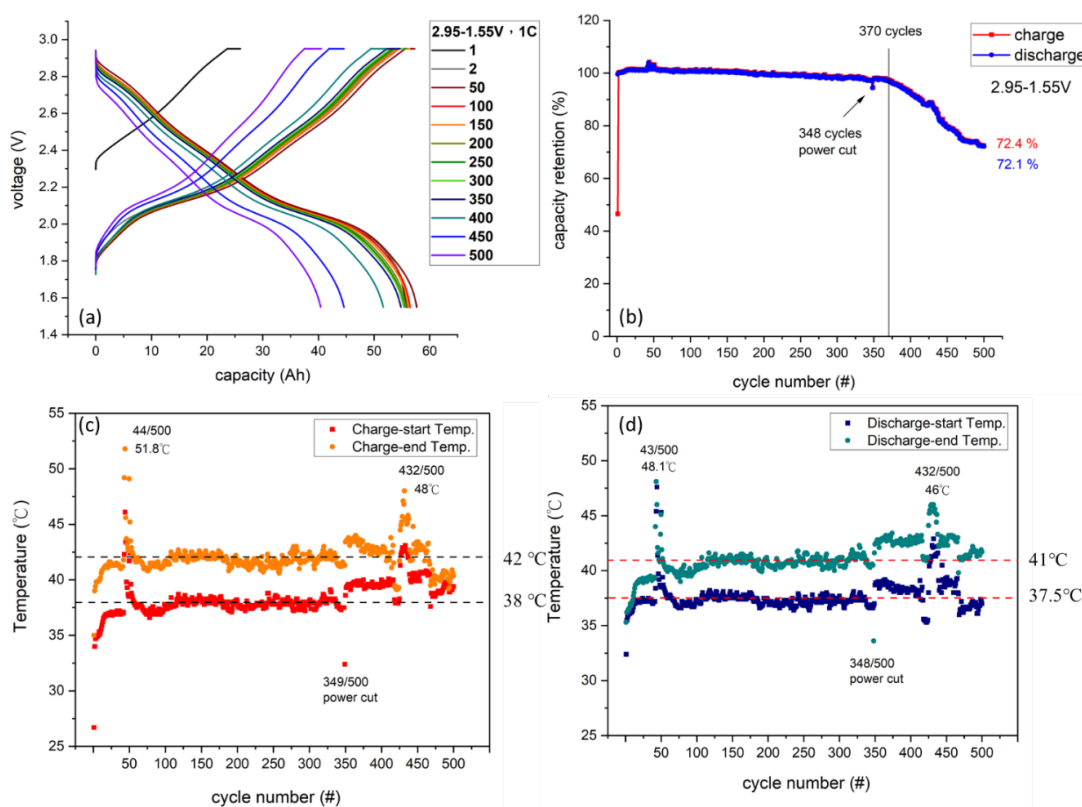 2.95-1.55V，1C
1
2
50
100
150
200
250
300
350
400
450
500
3.0
2.8
2.6
2.4
2.2
2.0
1.8
1.6
1.4
voltage (V)
(a)
0 10 20 30 40 50 60
capacity (Ah)
370 cycles
charge
discharge
2.95-1.55V
120
100
80
60
40
20
0
capacity retention (%)
348 cycles
power cut
72.4 %
72.1 %
(b)
0 50 100 150 200 250 300 350 400 450 500
cycle number (#)
(c)
44/500
51.8℃
Charge-start Temp.
Charge-end Temp.
432/500
48℃
55
50
45
40
35
30
25
Temperature (℃)
42 ℃
38 ℃
349/500
power cut
50 100 150 200 250 300 350 400 450 500
cycle number (#)
(d)
43/500
48.1℃
Discharge-start Temp.
Discharge-end Temp.
432/500
46℃
55
50
45
40
35
30
25
Temperature (℃)
41℃
37.5℃
348/500
power cut
0 50 100 150 200 250 300 350 400 450 500
cycle number (#)